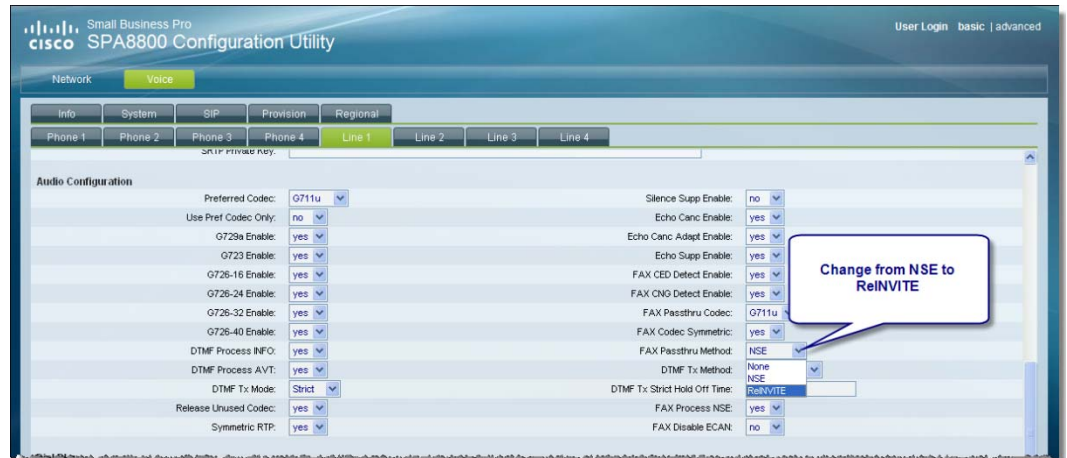 Small Business Pro
cisco SPA8800 Configuration Utility
User Login basic | advanced
Network Voice
Info System SIP Provision Regional
Phone 1 Phone 2 Phone 3 Phone 4 Line 1 Line 2 Line 3 Line 4
SRTP Private Key:
Audio Configuration
Preferred Codec: G711u Silence Supp Enable: no
Use Pref Codec Only: no Echo Canc Enable: yes
G729a Enable: yes Echo Canc Adapt Enable: yes
G723 Enable: yes Echo Supp Enable: yes
G726-16 Enable: yes FAX CED Detect Enable: yes
G726-24 Enable: yes FAX CNG Detect Enable: yes
G726-32 Enable: yes FAX Passthru Codec: G711u
G726-40 Enable: yes FAX Codec Symmetric: yes
DTMF Process INFO: yes FAX Passthru Method: NSE
DTMF Process AVT: yes DTMF Tx Method:
None
NSE
ReINVITE
DTMF Tx Mode: Strict DTMF Tx Strict Hold Off Time:
Release Unused Codec: yes FAX Process NSE: yes
Symmetric RTP: yes FAX Disable ECAN: no
Change from NSE to
ReINVITE